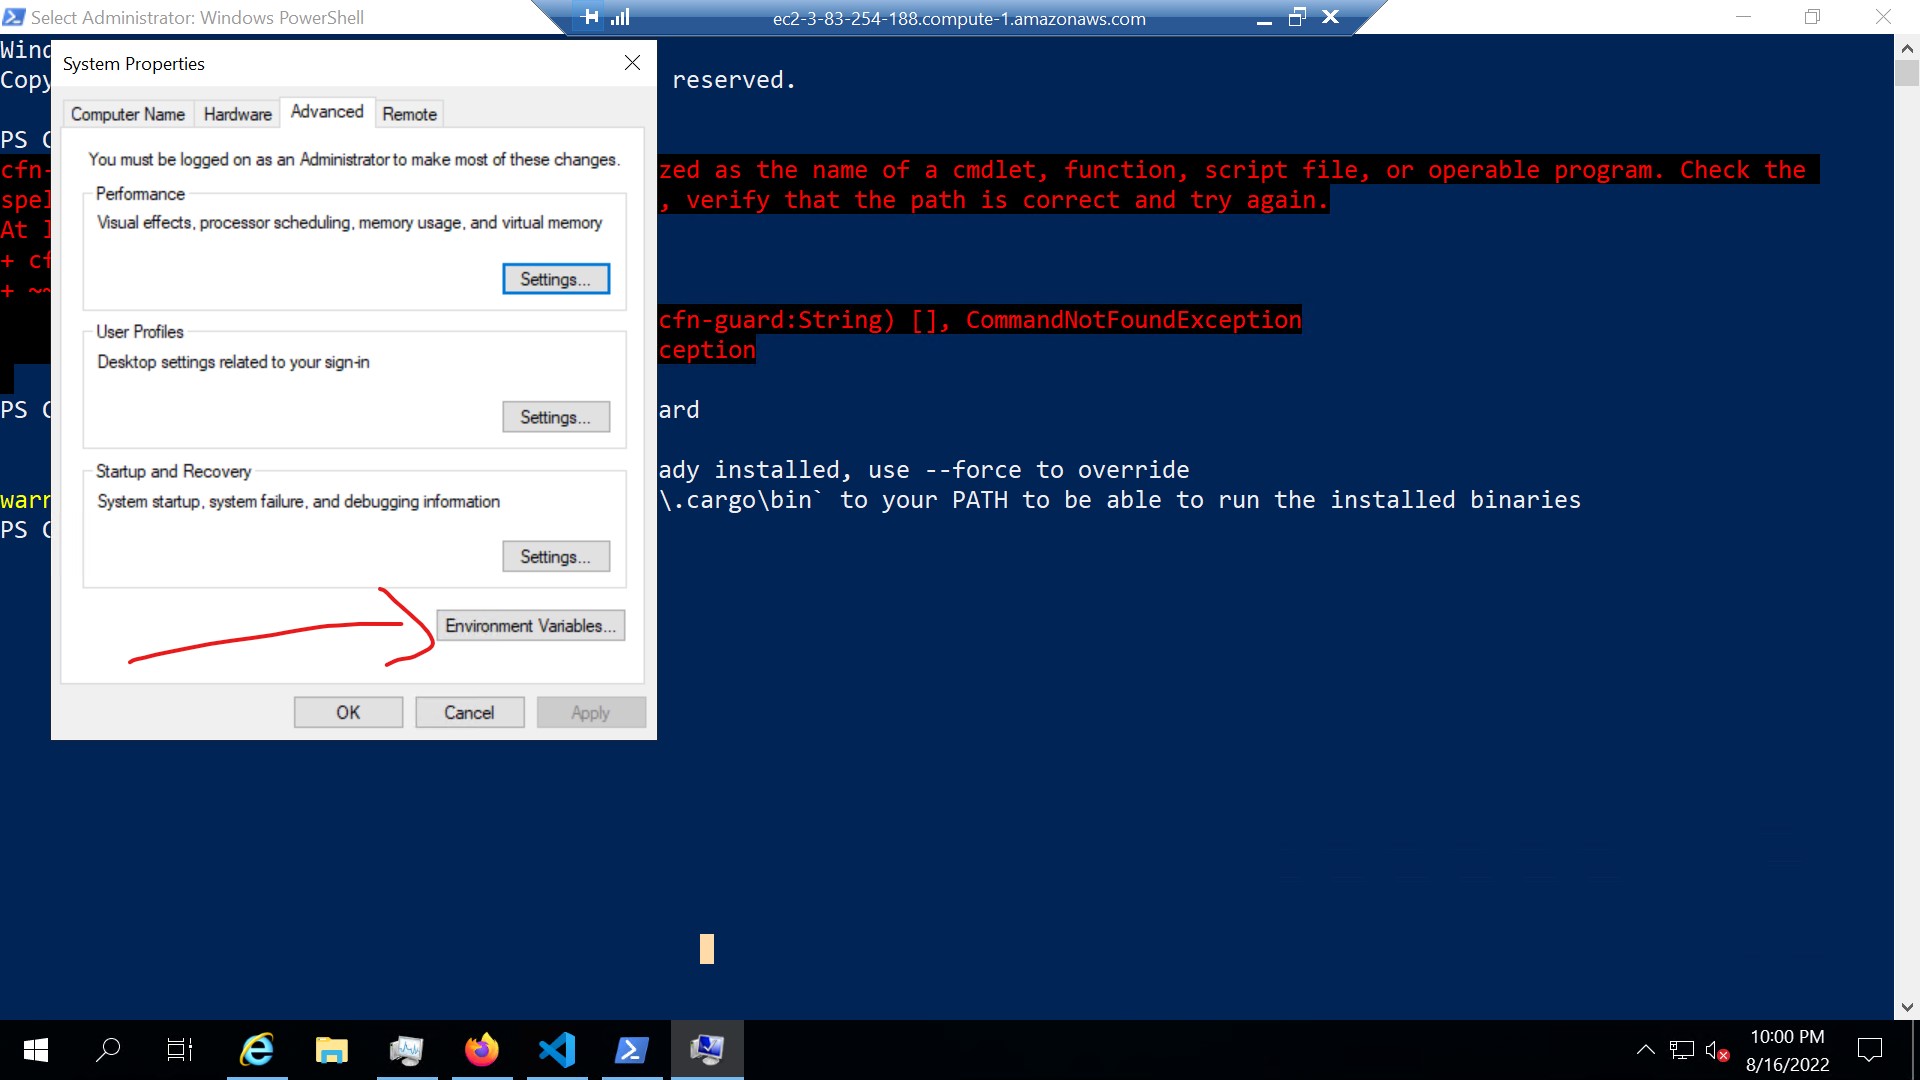 Select Administrator: Windows PowerShell
ec2-3-83-254-188.compute-1.amazonaws.com
Wind
Copy reserved.
System Properties
Computer Name Hardware Advanced Remote
You must be logged on as an Administrator to make most of these changes.
Performance
Visual effects, processor scheduling, memory usage, and virtual memory
Settings...
User Profiles
Desktop settings related to your sign-in
Settings...
Startup and Recovery
System startup, system failure, and debugging information
Settings...
Environment Variables...
OK Cancel Apply
PS C
cfn- zed as the name of a cmdlet, function, script file, or operable program. Check the
spel , verify that the path is correct and try again.
At l
+ cf
+ ~~
cfn-guard:String) [], CommandNotFoundException
ception
PS C ard
ady installed, use --force to override
warn \.cargo\bin` to your PATH to be able to run the installed binaries
PS C
10:00 PM
8/16/2022